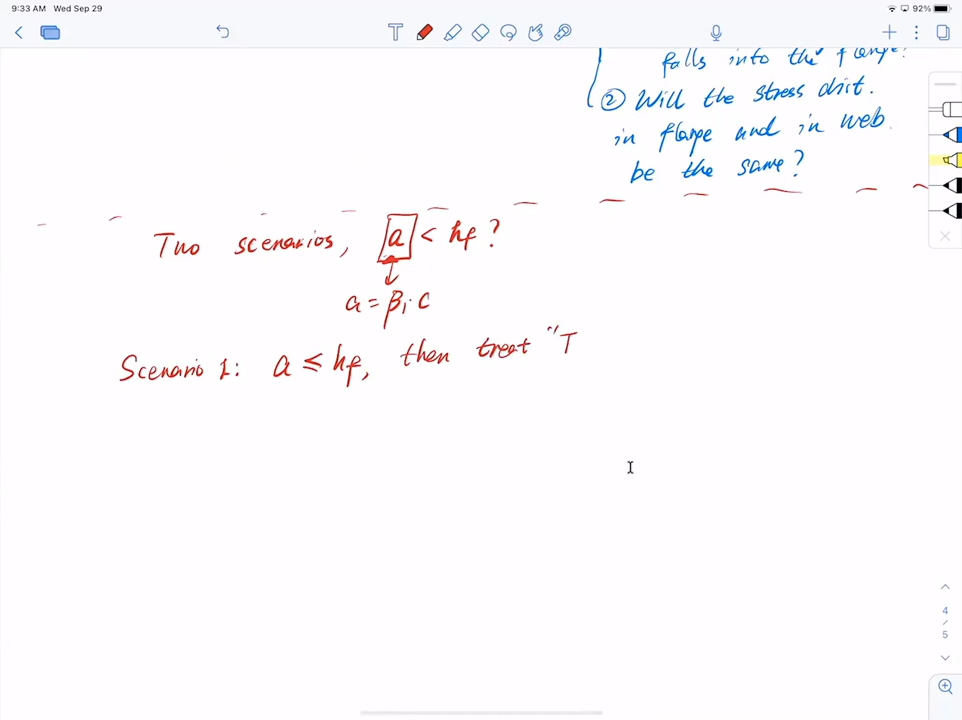 9:33 AM Wed Sep 29
92%
T
falls into the flange?
② Will the stress dist.
in flange and in web
be the same?
Two scenarios, a < hf?
a = β1·c
Scenario 1: a ≤ hf, then treat "T
4
/
5